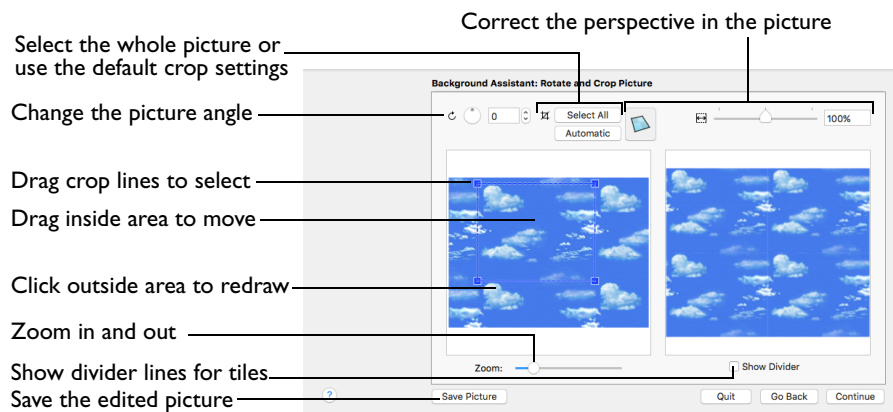 Correct the perspective in the picture
Select the whole picture or
use the default crop settings
Background Assistant: Rotate and Crop Picture
Change the picture angle
0
Select All
100%
Automatic
Drag crop lines to select
Drag inside area to move
Click outside area to redraw
Zoom in and out
Zoom:
Show Divider
Show divider lines for tiles
Save the edited picture
?
Save Picture
Quit
Go Back
Continue